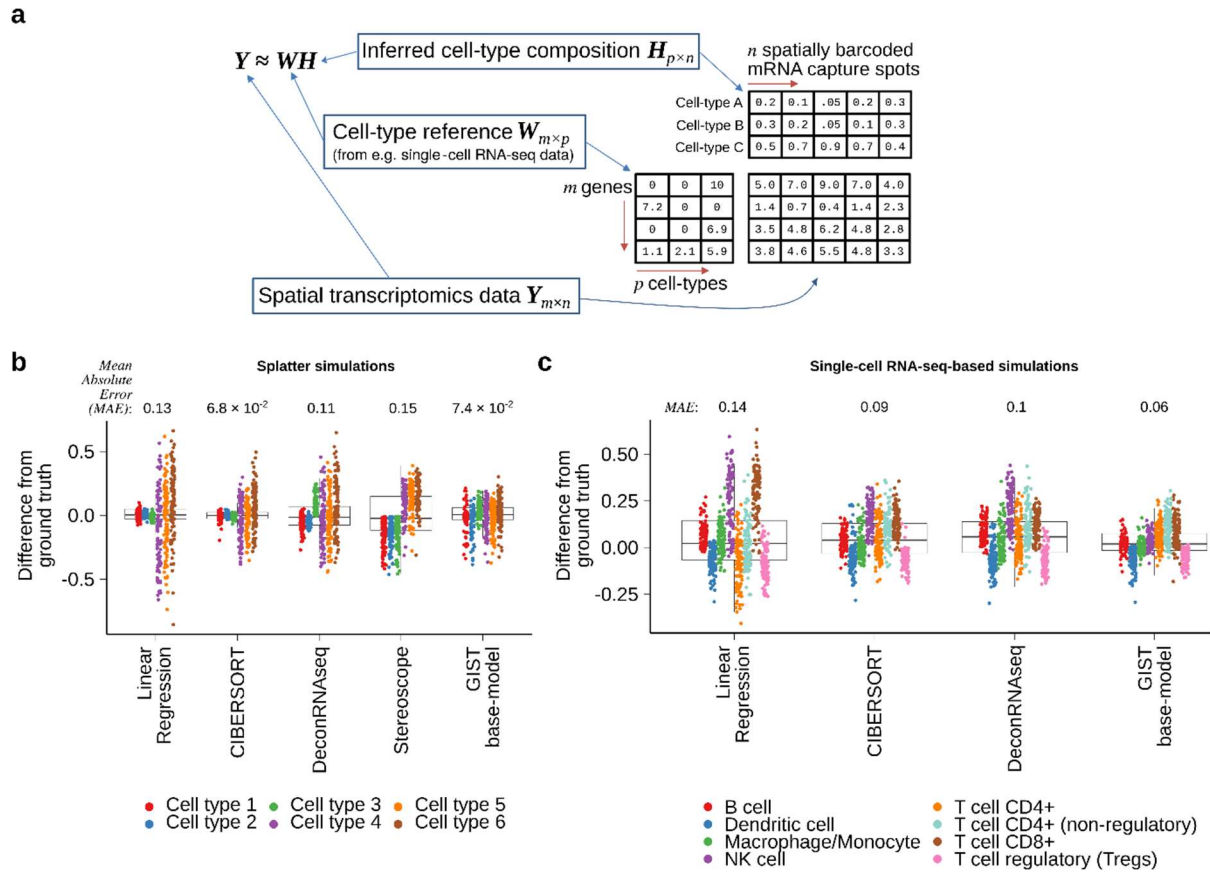 a
Y ≈ WH
Inferred cell-type composition Hp×n
n spatially barcoded
mRNA capture spots
Cell-type A 0.2 0.1 .05 0.2 0.3
Cell-type B 0.3 0.2 .05 0.1 0.3
Cell-type C 0.5 0.7 0.9 0.7 0.4
Cell-type reference Wm×p
(from e.g. single-cell RNA-seq data)
m genes
0 0 10
7.2 0 0
0 0 6.9
1.1 2.1 5.9
p cell-types
5.0 7.0 9.0 7.0 4.0
1.4 0.7 0.4 1.4 2.3
3.5 4.8 6.2 4.8 2.8
3.8 4.6 5.5 4.8 3.3
Spatial transcriptomics data Ym×n
b
Splatter simulations
Mean
Absolute
Error
(MAE): 0.13 6.8 × 10-2 0.11 0.15 7.4 × 10-2
Difference from
ground truth
0.5
0.0
-0.5
Linear
Regression
CIBERSORT
DeconRNAseq
Stereoscope
GIST
base-model
Cell type 1 Cell type 3 Cell type 5
Cell type 2 Cell type 4 Cell type 6
c
Single-cell RNA-seq-based simulations
MAE: 0.14 0.09 0.1 0.06
Difference from
ground truth
0.50
0.25
0.00
-0.25
Linear
Regression
CIBERSORT
DeconRNAseq
GIST
base-model
B cell
Dendritic cell
Macrophage/Monocyte
NK cell
T cell CD4+
T cell CD4+ (non-regulatory)
T cell CD8+
T cell regulatory (Tregs)